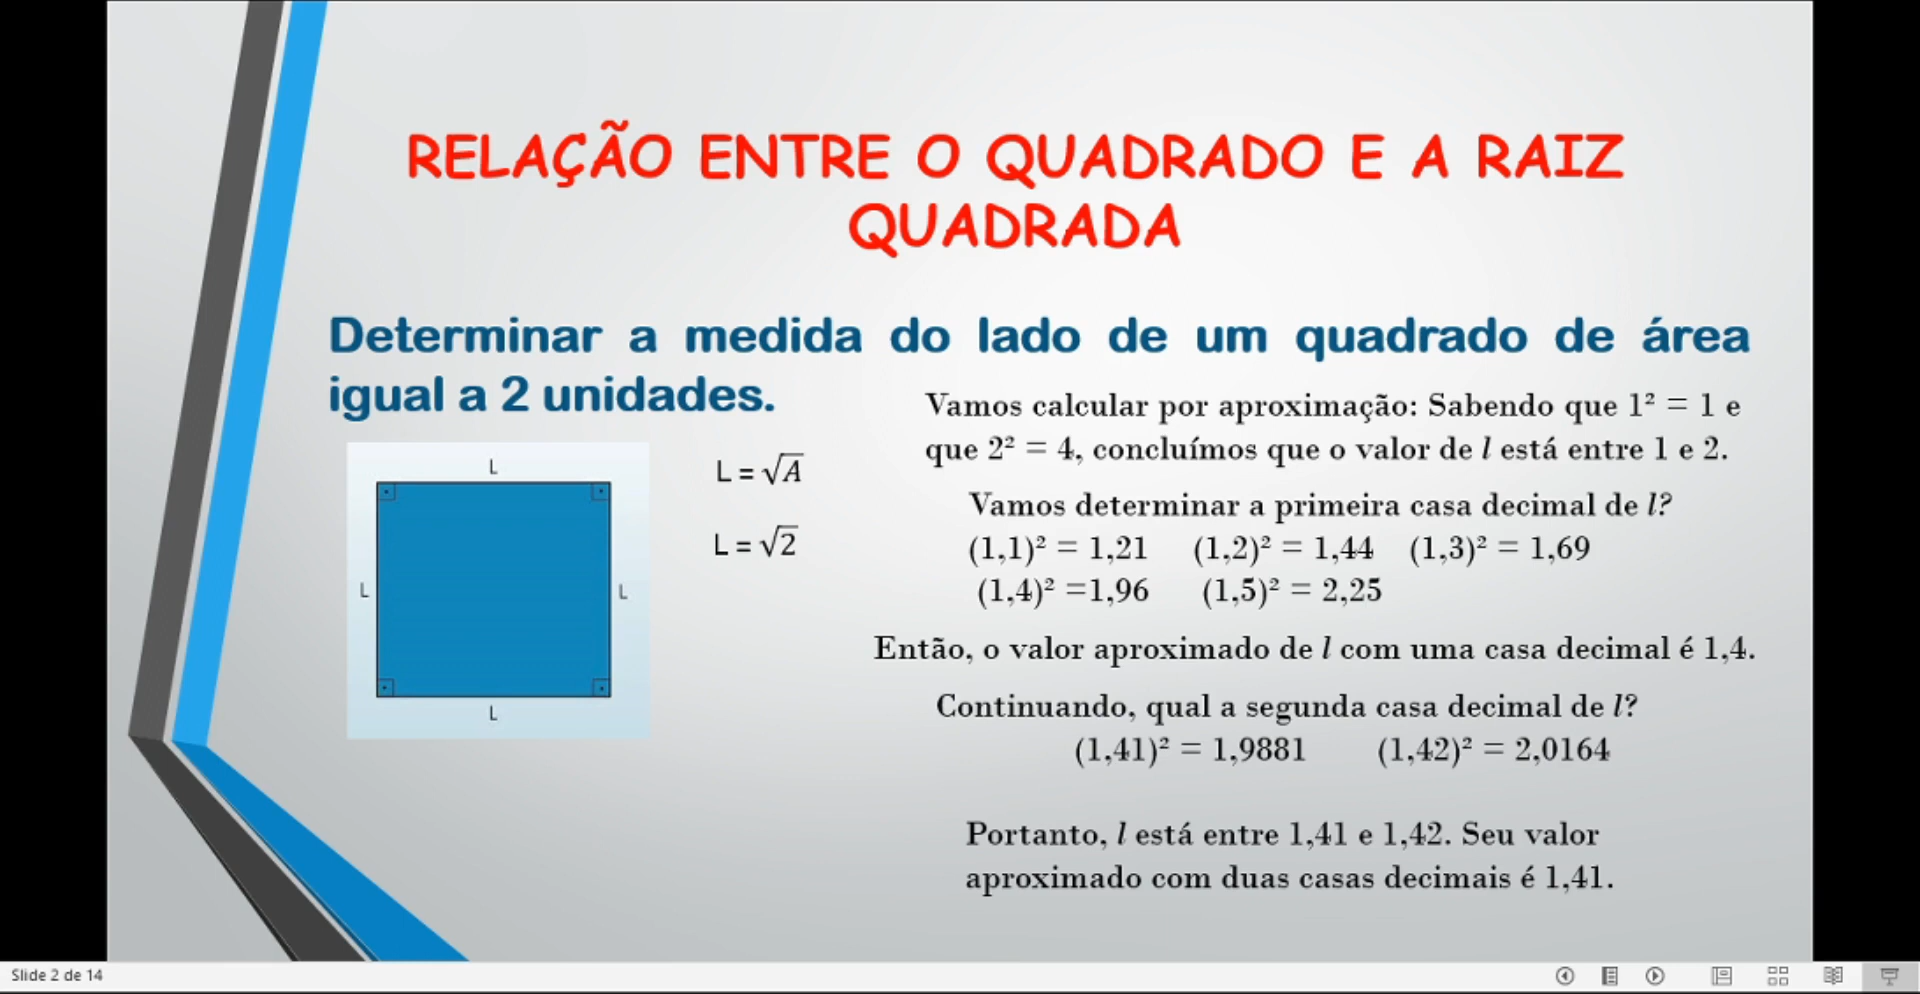 RELAÇÃO ENTRE O QUADRADO E A RAIZ
QUADRADA
Determinar a medida do lado de um quadrado de área
igual a 2 unidades.
L
L
L
L
L = √A
L = √2
Vamos calcular por aproximação: Sabendo que 1² = 1 e
que 2² = 4, concluímos que o valor de l está entre 1 e 2.
Vamos determinar a primeira casa decimal de l?
(1,1)² = 1,21 (1,2)² = 1,44 (1,3)² = 1,69
(1,4)² =1,96 (1,5)² = 2,25
Então, o valor aproximado de l com uma casa decimal é 1,4.
Continuando, qual a segunda casa decimal de l?
(1,41)² = 1,9881 (1,42)² = 2,0164
Portanto, l está entre 1,41 e 1,42. Seu valor
aproximado com duas casas decimais é 1,41.
Slide 2 de 14